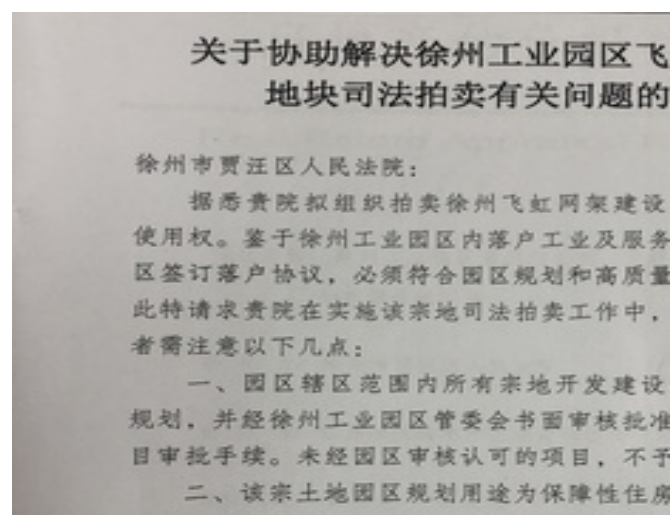 关于协助解决徐州工业园区飞
地块司法拍卖有关问题的
徐州市贾汪区人民法院：
据悉贵院拟组织拍卖徐州飞虹网架建设
使用权。鉴于徐州工业园区内落户工业及服务
区签订落户协议，必须符合园区规划和高质量
此特请求贵院在实施该宗地司法拍卖工作中，
者需注意以下几点：
一、园区辖区范围内所有宗地开发建设
规划，并经徐州工业园区管委会书面审核批准
目审批手续。未经园区审核认可的项目，不予
二、该宗土地园区规划用途为保障性住房